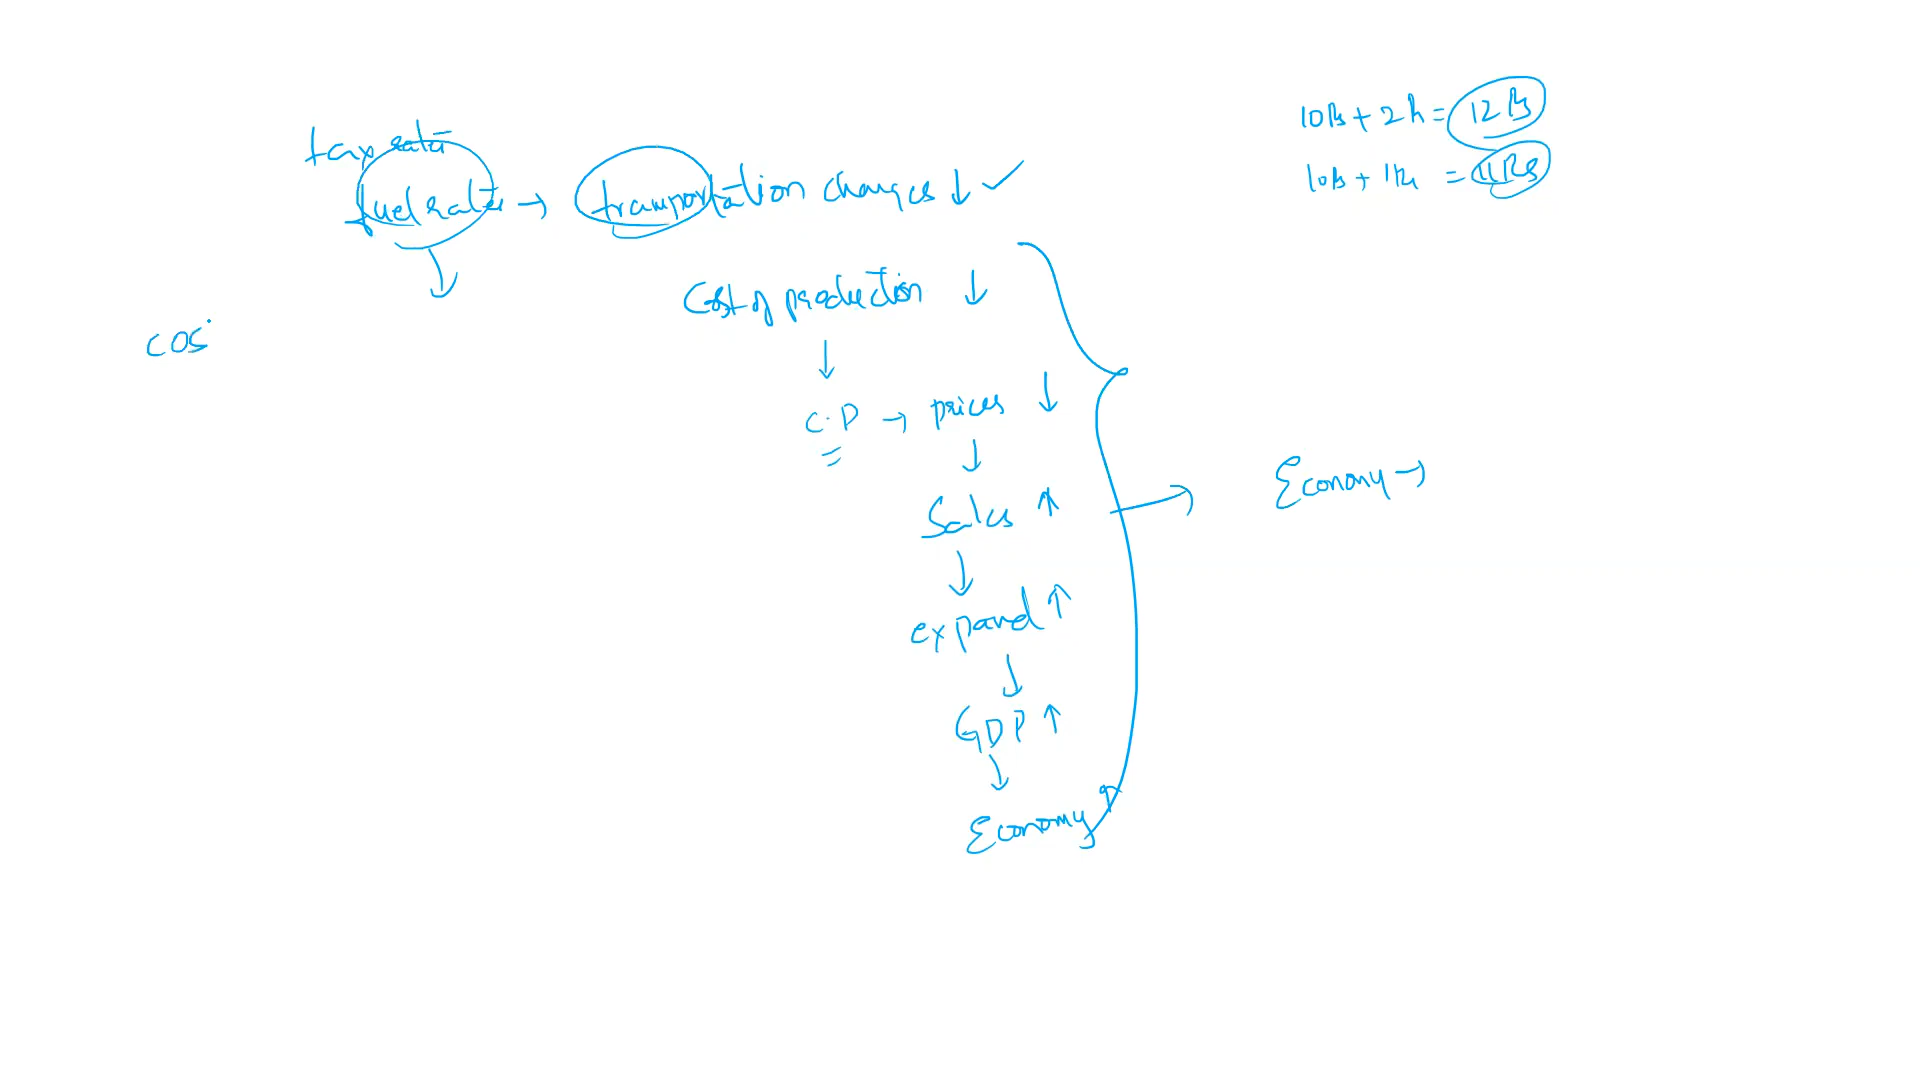 tax rate
fuel rate → transportation charges ↓ ✓
10Rs + 2R = 12Rs
10Rs + 1Rs = 11Rs
Cost of production ↓
cos
↓
C.P → prices ↓
↓
Sales ↑
↓
expand ↑
↓
GDP ↑
↓
Economy ↑
Economy →